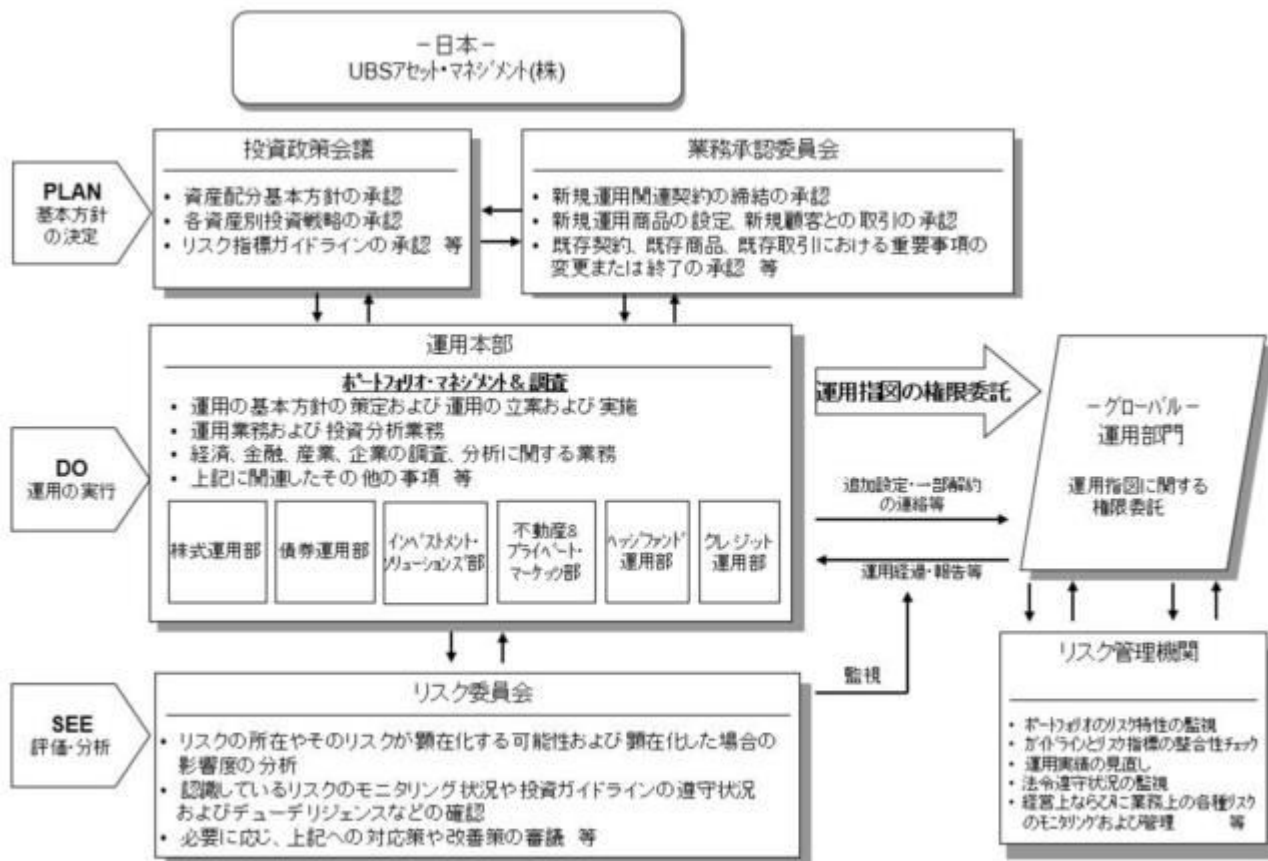 －日本－
UBSアセット・マネジメント(株)
PLAN
基本方針
の決定
投資政策会議
• 資産配分基本方針の承認
• 各資産別投資戦略の承認
• リスク指標ガイドラインの承認 等
業務承認委員会
• 新規運用関連契約の締結の承認
• 新規運用商品の設定、新規顧客との取引の承認
• 既存契約、既存商品、既存取引における重要事項の
変更または終了の承認 等
DO
運用の実行
運用本部
ポートフォリオ・マネジメント & 調査
• 運用の基本方針の策定および運用の立案および実施
• 運用業務および投資分析業務
• 経済、金融、産業、企業の調査、分析に関する業務
• 上記に関連したその他の事項 等
株式運用部
債券運用部
インベストメント・
ソリューションズ部
不動産&
プライベート・
マーケッツ部
ヘッジファンド
運用部
クレジット
運用部
運用指図の権限委託
追加設定・一部解約
の連絡等
運用経過・報告等
－グローバル－
運用部門
運用指図に関する
権限委託
SEE
評価・分析
リスク委員会
• リスクの所在やそのリスクが顕在化する可能性および顕在化した場合の
影響度の分析
• 認識しているリスクのモニタリング状況や投資ガイドラインの遵守状況
およびデューデリジェンスなどの確認
• 必要に応じ、上記への対応策や改善策の審議 等
監視
リスク管理機関
• ポートフォリオのリスク特性の監視
• ガイドラインとリスク指標の整合性チェック
• 運用実績の見直し
• 法令遵守状況の監視
• 経営上ならびに業務上の各種リスク
のモニタリングおよび管理 等